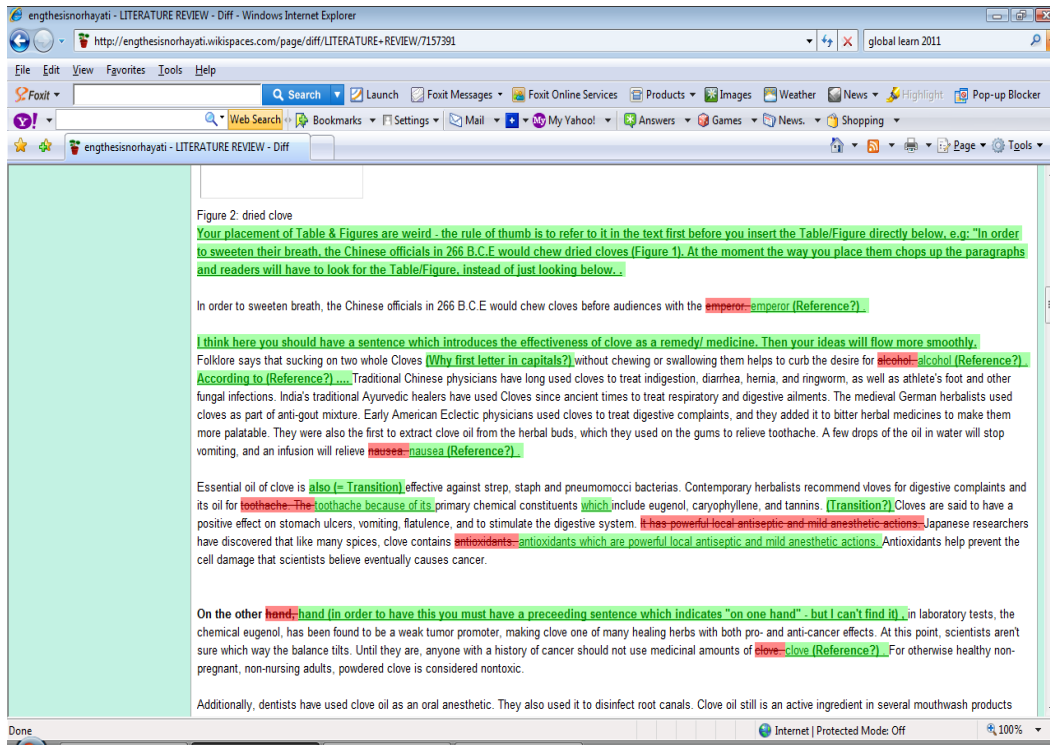 engthesisnorhayati - LITERATURE REVIEW - Diff - Windows Internet Explorer
http://engthesisnorhayati.wikispaces.com/page/diff/LITERATURE+REVIEW/7157391
global learn 2011
File Edit View Favorites Tools Help
Foxit Search Launch Foxit Messages Foxit Online Services Products Images Weather News Highlight Pop-up Blocker
Y! Web Search Bookmarks Settings Mail My Yahoo! Answers Games News. Shopping
engthesisnorhayati - LITERATURE REVIEW - Diff Page Tools
Figure 2: dried clove
Your placement of Table & Figures are weird - the rule of thumb is to refer to it in the text first before you insert the Table/Figure directly below, e.g: "In order
to sweeten their breath, the Chinese officials in 266 B.C.E would chew dried cloves (Figure 1). At the moment the way you place them chops up the paragraphs
and readers will have to look for the Table/Figure, instead of just looking below. .
In order to sweeten breath, the Chinese officials in 266 B.C.E would chew cloves before audiences with the emperor. emperor (Reference?) .
I think here you should have a sentence which introduces the effectiveness of clove as a remedy/ medicine. Then your ideas will flow more smoothly.
Folklore says that sucking on two whole Cloves (Why first letter in capitals?) without chewing or swallowing them helps to curb the desire for alcohol. alcohol (Reference?) .
According to (Reference?) .... Traditional Chinese physicians have long used cloves to treat indigestion, diarrhea, hernia, and ringworm, as well as athlete's foot and other
fungal infections. India's traditional Ayurvedic healers have used Cloves since ancient times to treat respiratory and digestive ailments. The medieval German herbalists used
cloves as part of anti-gout mixture. Early American Eclectic physicians used cloves to treat digestive complaints, and they added it to bitter herbal medicines to make them
more palatable. They were also the first to extract clove oil from the herbal buds, which they used on the gums to relieve toothache. A few drops of the oil in water will stop
vomiting, and an infusion will relieve nausea. nausea (Reference?) .
Essential oil of clove is also (= Transition) effective against strep, staph and pneumomocci bacterias. Contemporary herbalists recommend vloves for digestive complaints and
its oil for toothache. The toothache because of its primary chemical constituents which include eugenol, caryophyllene, and tannins. (Transition?) Cloves are said to have a
positive effect on stomach ulcers, vomiting, flatulence, and to stimulate the digestive system. It has powerful local antiseptic and mild anesthetic actions. Japanese researchers
have discovered that like many spices, clove contains antioxidants. antioxidants which are powerful local antiseptic and mild anesthetic actions. Antioxidants help prevent the
cell damage that scientists believe eventually causes cancer.
On the other hand, hand (in order to have this you must have a preceeding sentence which indicates "on one hand" - but I can't find it) , in laboratory tests, the
chemical eugenol, has been found to be a weak tumor promoter, making clove one of many healing herbs with both pro- and anti-cancer effects. At this point, scientists aren't
sure which way the balance tilts. Until they are, anyone with a history of cancer should not use medicinal amounts of clove. clove (Reference?) . For otherwise healthy non-
pregnant, non-nursing adults, powdered clove is considered nontoxic.
Additionally, dentists have used clove oil as an oral anesthetic. They also used it to disinfect root canals. Clove oil still is an active ingredient in several mouthwash products
Done Internet | Protected Mode: Off 100%